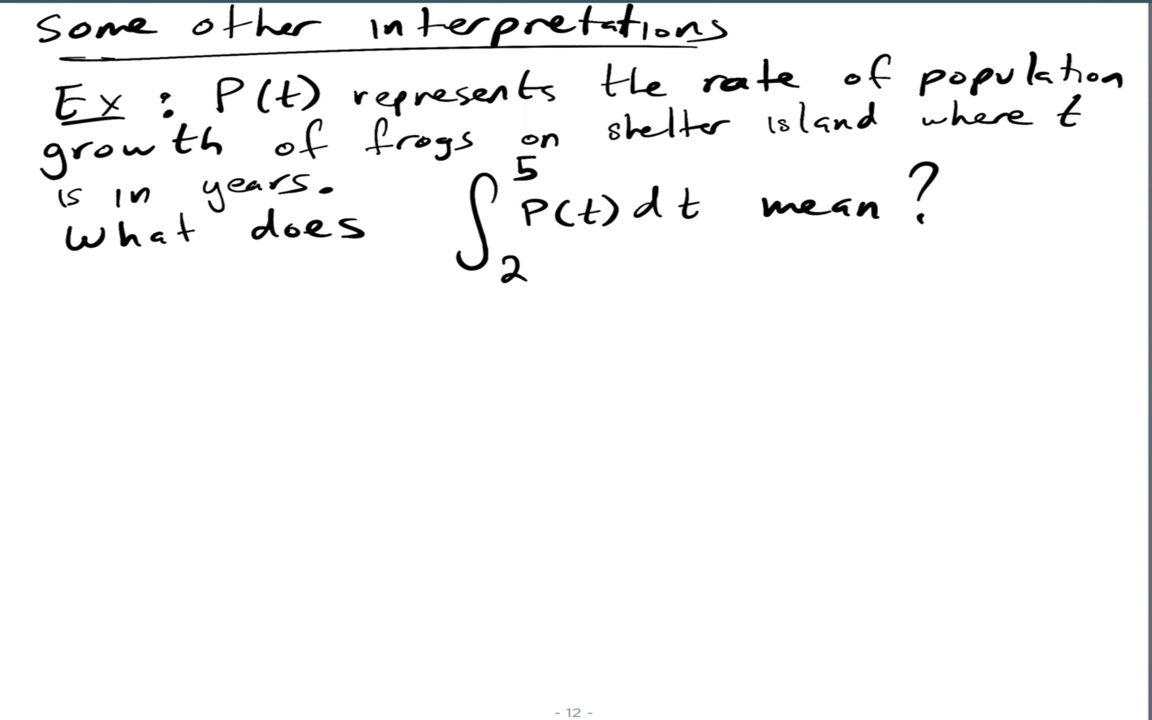 Some other interpretations
Ex : P(t) represents the rate of population
growth of frogs on shelter island where t
is in years.
What does ∫₂⁵ P(t) dt mean ?
- 12 -